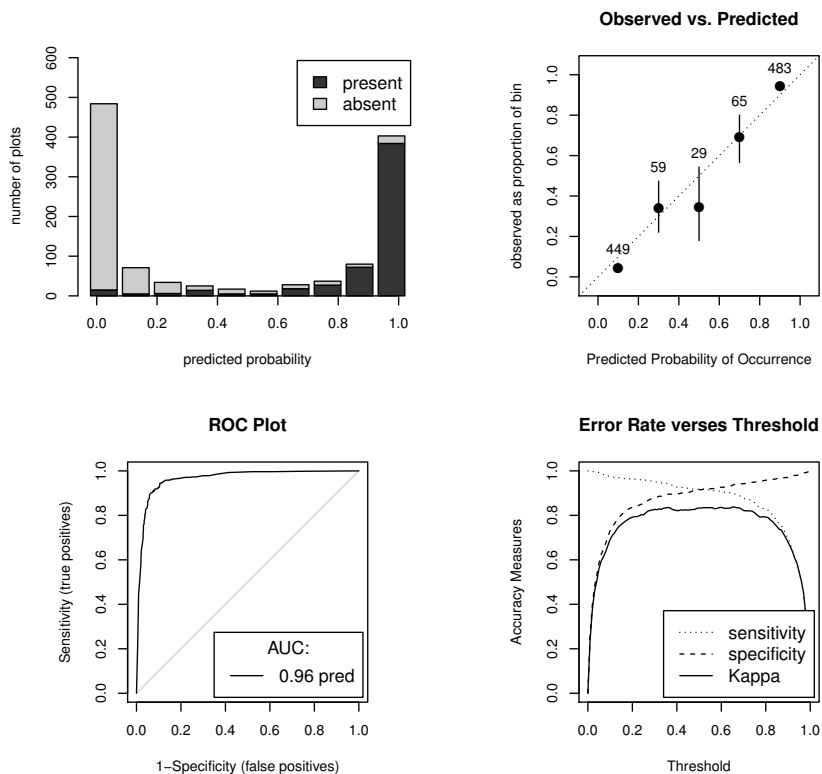 number of plots
600
500
400
300
200
100
0
present
absent
0.0 0.2 0.4 0.6 0.8 1.0
predicted probability
Observed vs. Predicted
observed as proportion of bin
1.0
0.8
0.6
0.4
0.2
0.0
449
59
29
65
483
0.0 0.2 0.4 0.6 0.8 1.0
Predicted Probability of Occurrence
ROC Plot
Sensitivity (true positives)
1.0
0.8
0.6
0.4
0.2
0.0
AUC:
0.96 pred
0.0 0.2 0.4 0.6 0.8 1.0
1−Specificity (false positives)
Error Rate verses Threshold
Accuracy Measures
1.0
0.8
0.6
0.4
0.2
0.0
sensitivity
specificity
Kappa
0.0 0.2 0.4 0.6 0.8 1.0
Threshold